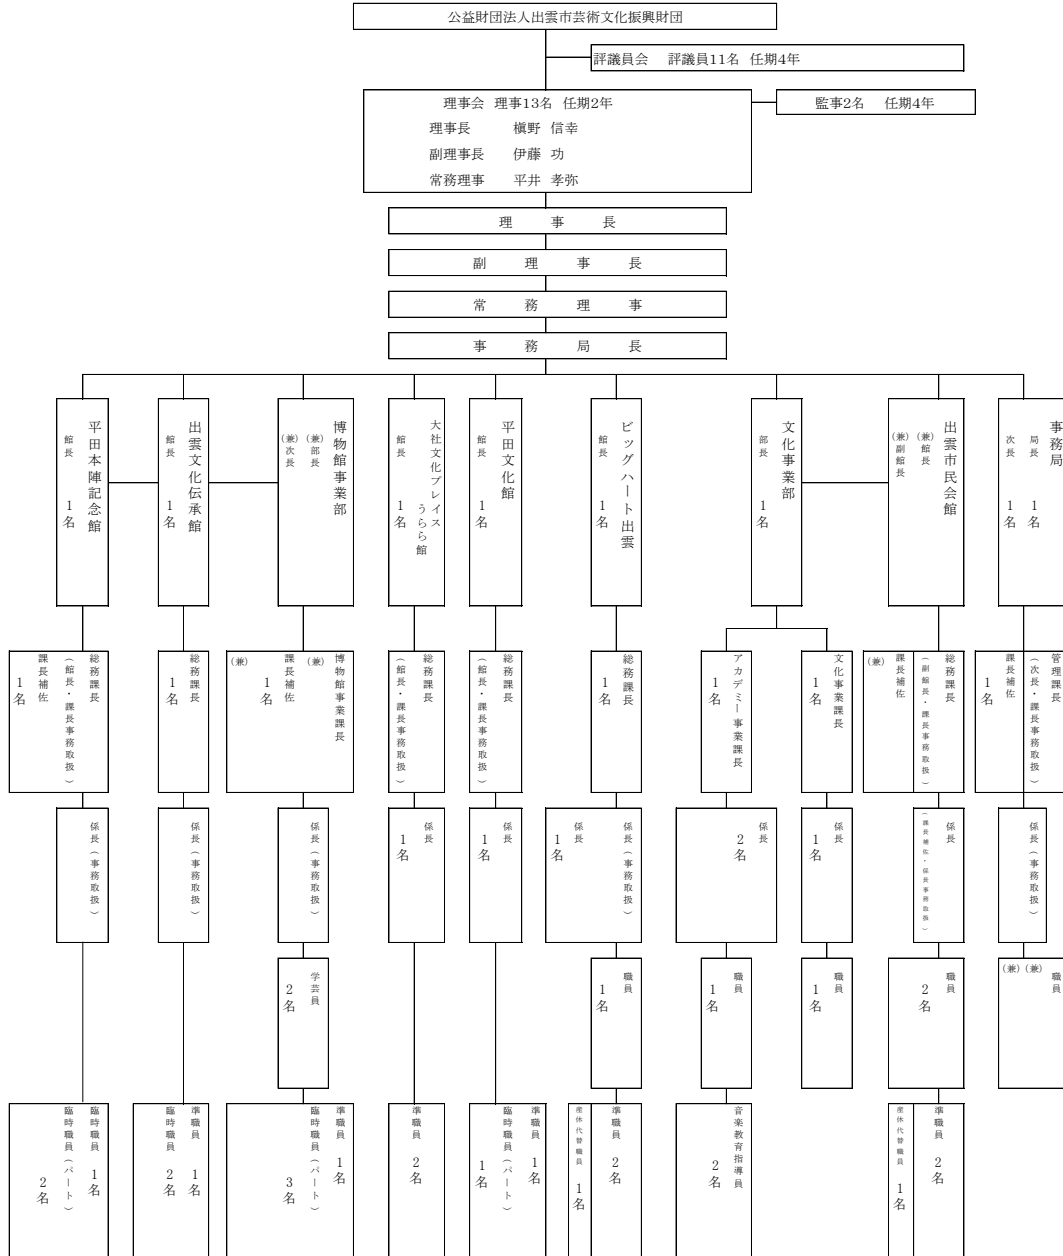 公益財団法人出雲市芸術文化振興財団
評議員会 評議員11名 任期4年
理事会 理事13名 任期2年
理事長 槇野 信幸
副理事長 伊藤 功
常務理事 平井 孝弥
監事2名 任期4年
理事長
副理事長
常務理事
事務局長
事務局
局長 1名
次長 1名
出雲市民会館
(兼)館長
(兼)副館長
文化事業部
部長 1名
ビッグハート出雲
館長 1名
平田文化館
館長 1名
大社文化プレイス
うらら館
館長 1名
博物館事業部
(兼)部長
(兼)次長
出雲文化伝承館
館長 1名
平田本陣記念館
館長 1名
管理課長
(次長・課長事務取扱)
課長補佐 1名
総務課長
(副館長・課長事務取扱)
課長補佐
(兼)
文化事業課長
1名
アカデミー事業課長
1名
総務課長
1名
総務課長
(館長・課長事務取扱)
総務課長
(館長・課長事務取扱)
博物館事業課長
(兼)
課長補佐 1名
(兼)
総務課長
1名
総務課長
(館長・課長事務取扱)
課長補佐
1名
係長(事務取扱)
係長
(課長補佐・係長事務取扱)
係長
1名
係長
2名
係長(事務取扱)
係長
1名
係長
1名
係長
1名
係長(事務取扱)
係長(事務取扱)
係長(事務取扱)
職員
(兼)(兼)
職員
2名
職員
1名
職員
1名
職員
1名
学芸員
2名
準職員 2名
産休代替職員 1名
音楽教育指導員
2名
準職員 2名
産休代替職員 1名
準職員 1名
臨時職員(パート)
1名
準職員
2名
準職員 1名
臨時職員(パート)
3名
準職員 1名
臨時職員 2名
臨時職員 1名
臨時職員(パート)
2名